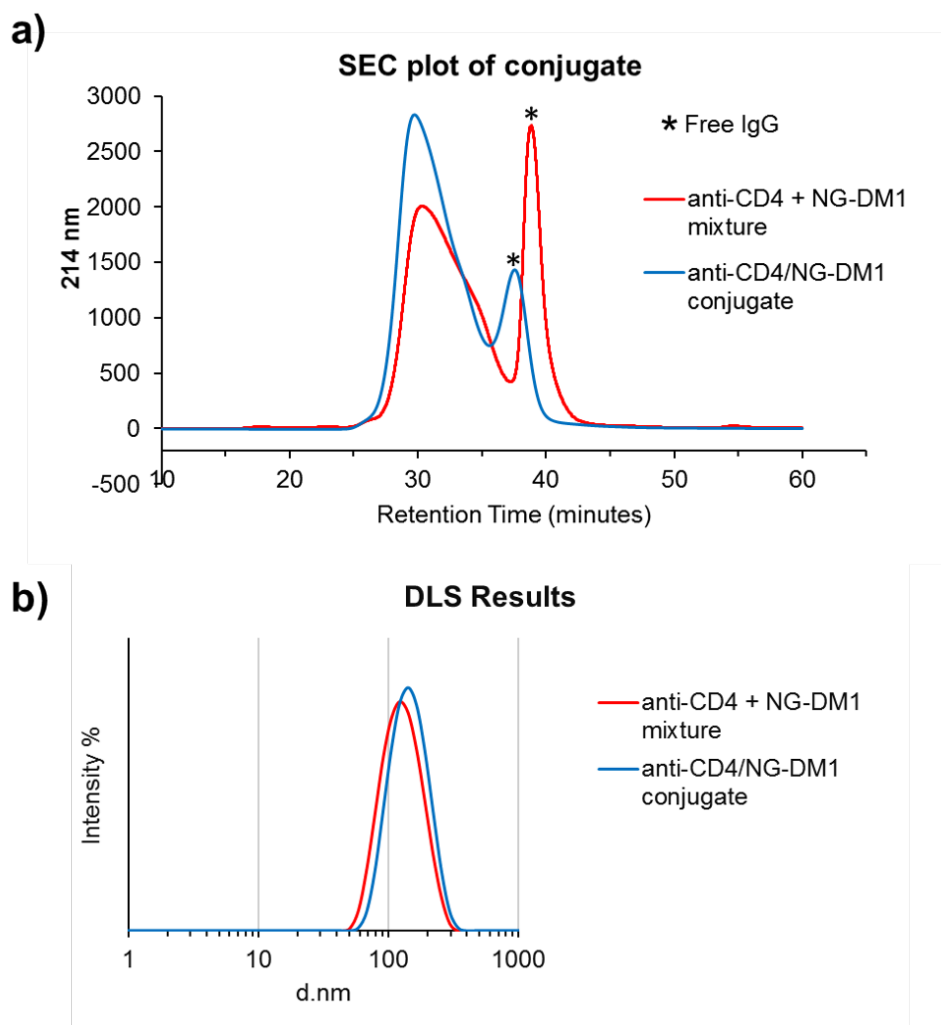 a)
SEC plot of conjugate
3000
2500
2000
1500
1000
500
0
-500
214 nm
10 20 30 40 50 60
Retention Time (minutes)
*
*
* Free IgG
anti-CD4 + NG-DM1
mixture
anti-CD4/NG-DM1
conjugate
b)
DLS Results
Intensity %
1 10 100 1000
d.nm
anti-CD4 + NG-DM1
mixture
anti-CD4/NG-DM1
conjugate